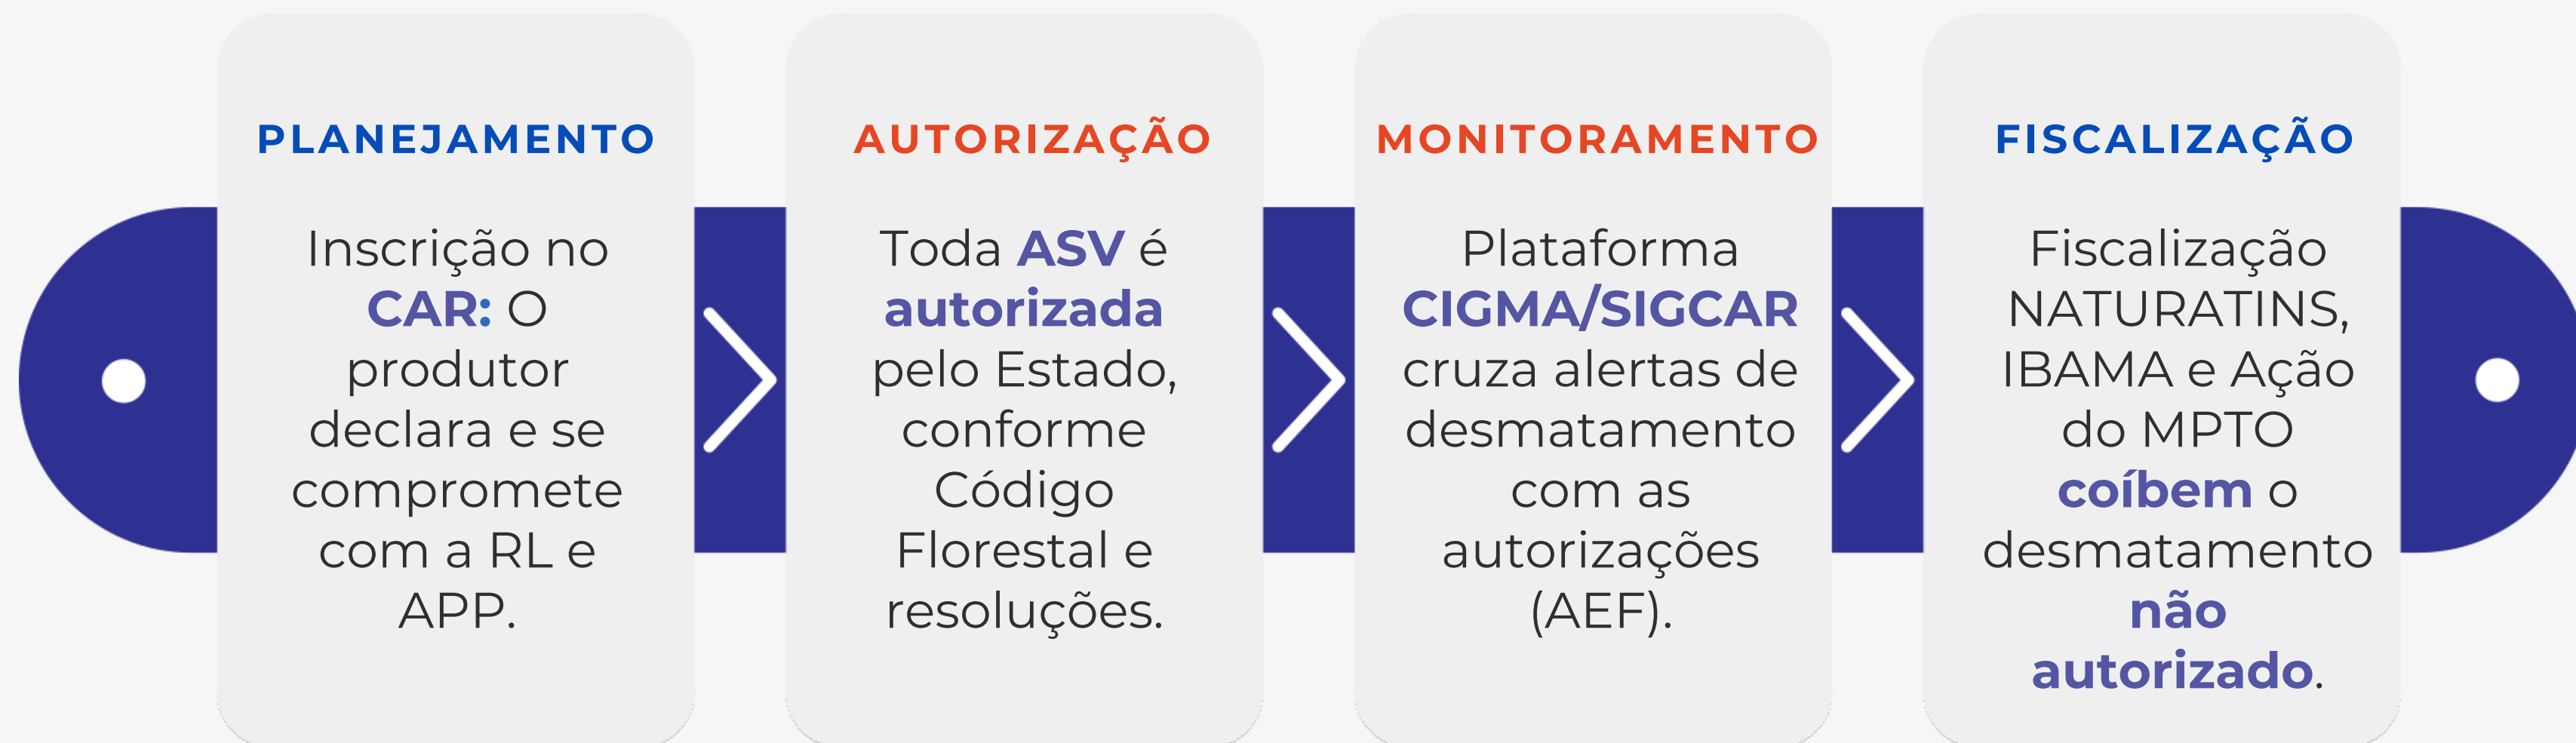 PLANEJAMENTO
Inscrição no
CAR: O
produtor
declara e se
compromete
com a RL e
APP.
AUTORIZAÇÃO
Toda ASV é
autorizada
pelo Estado,
conforme
Código
Florestal e
resoluções.
MONITORAMENTO
Plataforma
CIGMA/SIGCAR
cruza alertas de
desmatamento
com as
autorizações
(AEF).
FISCALIZAÇÃO
Fiscalização
NATURATINS,
IBAMA e Ação
do MPTO
coíbem o
desmatamento
não
autorizado.